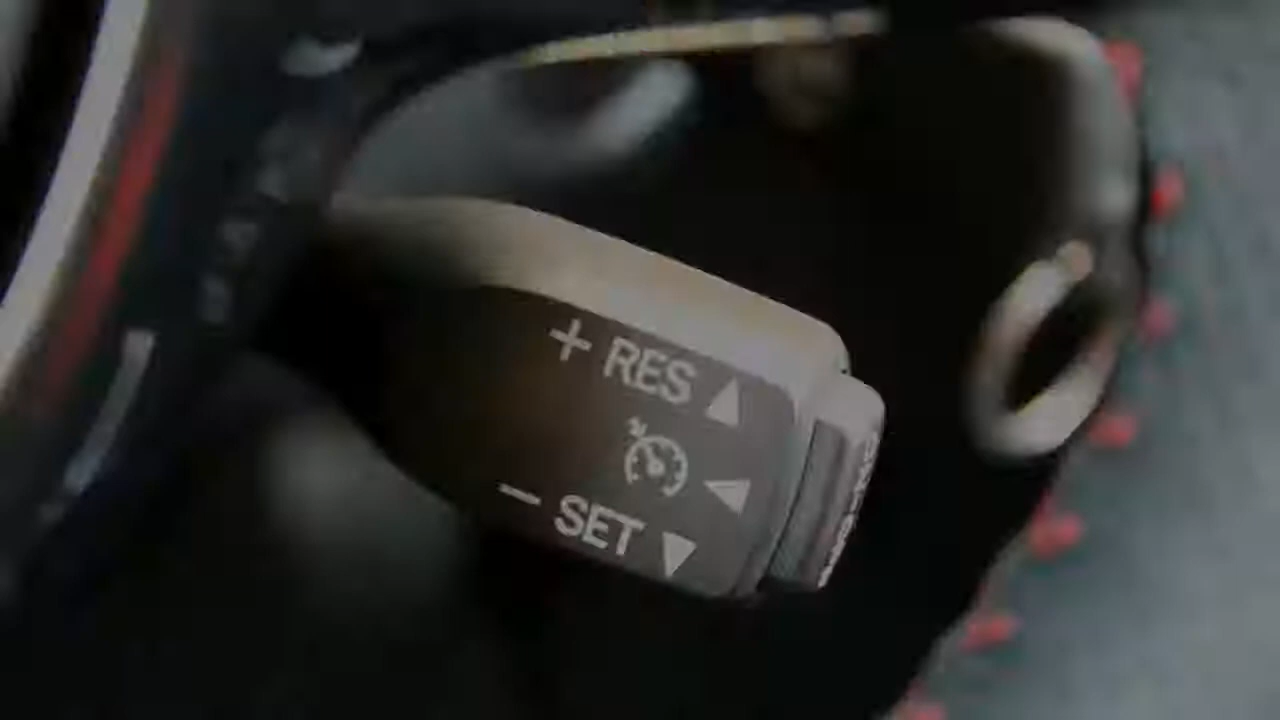 + RES ▲
◀
− SET ▼